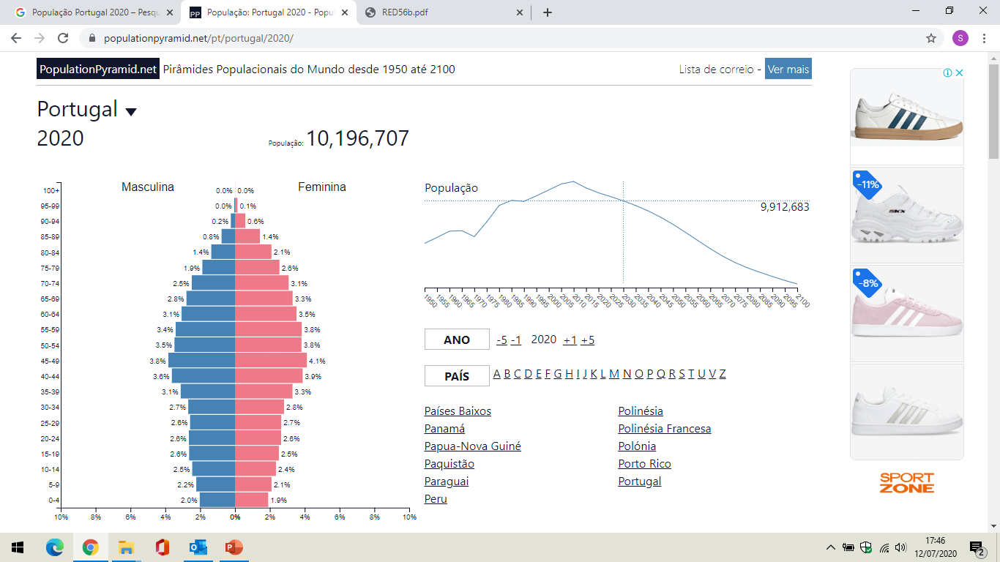 População Portugal 2020 – Pesqu
População: Portugal 2020 - Popul
RED56b.pdf
populationpyramid.net/pt/portugal/2020/
S
PopulationPyramid.net Pirâmides Populacionais do Mundo desde 1950 até 2100
Lista de correio - Ver mais
Portugal
2020
População: 10,196,707
Masculina
Feminina
100+ 0.0% 0.0%
95-99 0.0% 0.1%
90-94 0.2% 0.6%
85-89 0.8% 1.4%
80-84 1.4% 2.1%
75-79 1.9% 2.6%
70-74 2.5% 3.1%
65-69 2.8% 3.3%
60-64 3.1% 3.5%
55-59 3.4% 3.8%
50-54 3.5% 3.8%
45-49 3.8% 4.1%
40-44 3.6% 3.9%
35-39 3.1% 3.3%
30-34 2.7% 2.8%
25-29 2.6% 2.7%
20-24 2.6% 2.6%
15-19 2.6% 2.5%
10-14 2.5% 2.4%
5-9 2.2% 2.1%
0-4 2.0% 1.9%
10% 8% 6% 4% 2% 0% 2% 4% 6% 8% 10%
População
9,912,683
1950 1955 1960 1965 1970 1975 1980 1985 1990 1995 2000 2005 2010 2015 2020 2025 2030 2035 2040 2045 2050 2055 2060 2065 2070 2075 2080 2085 2090 2095 2100
ANO -5 -1 2020 +1 +5
PAÍS A B C D E F G H I J K L M N O P Q R S T U V Z
Países Baixos
Panamá
Papua-Nova Guiné
Paquistão
Paraguai
Peru
Polinésia
Polinésia Francesa
Polónia
Porto Rico
Portugal
-11%
-8%
SPORT
ZONE
17:46
12/07/2020
2